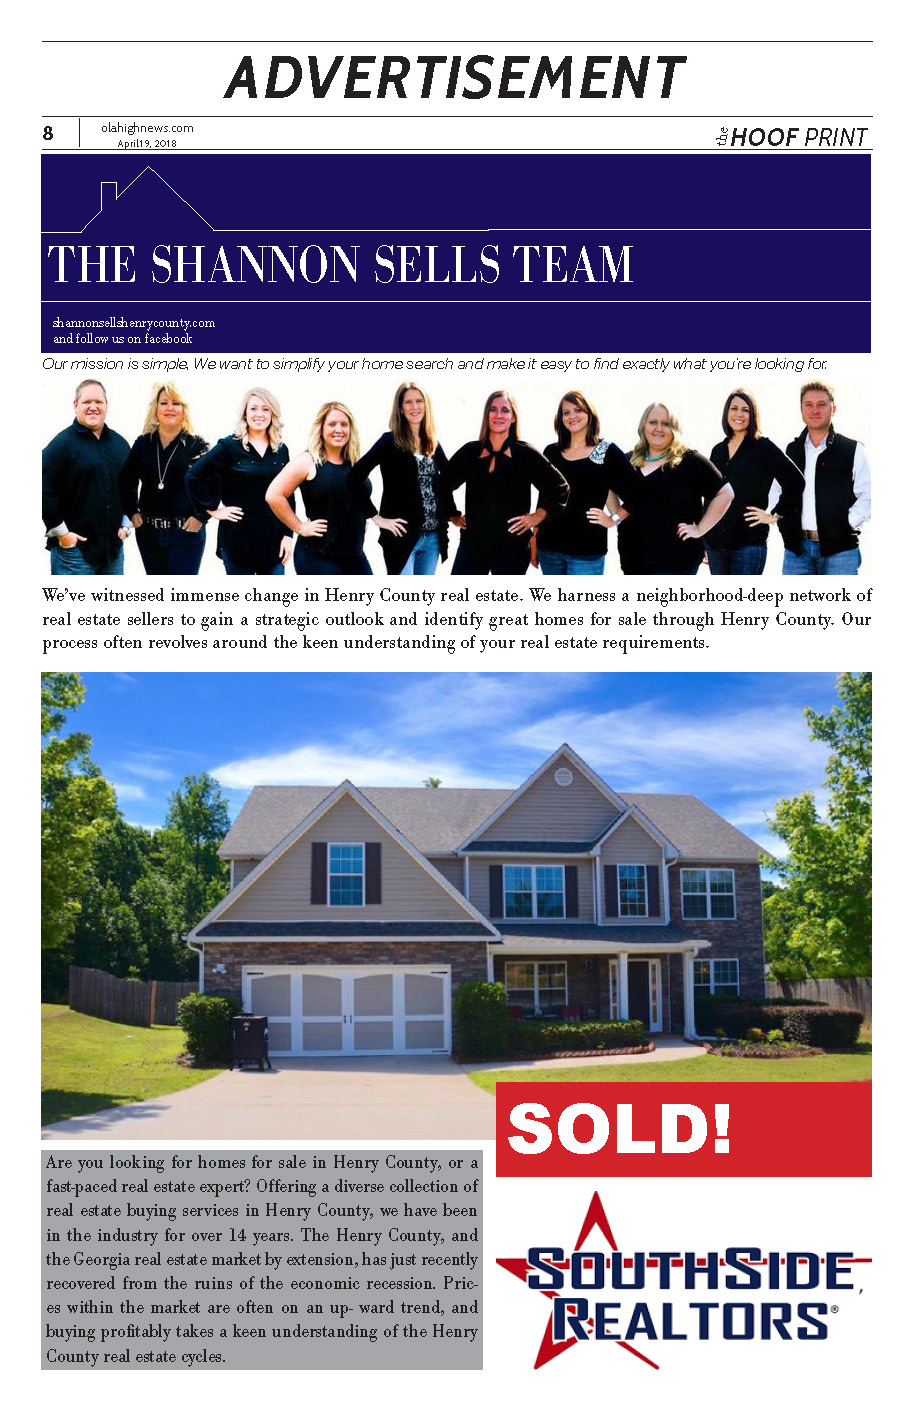 ADVERTISEMENT
8
olahighnews.com
April19, 2018
the HOOF PRINT
THE SHANNON SELLS TEAM
shannonsellshenrycounty.com
and follow us on facebook
Our mission is simple, We want to simplify your home search and make it easy to find exactly what you're looking for.
We've witnessed immense change in Henry County real estate. We harness a neighborhood-deep network of
real estate sellers to gain a strategic outlook and identify great homes for sale through Henry County. Our
process often revolves around the keen understanding of your real estate requirements.
SOLD!
Are you looking for homes for sale in Henry County, or a
fast-paced real estate expert? Offering a diverse collection of
real estate buying services in Henry County, we have been
in the industry for over 14 years. The Henry County, and
the Georgia real estate market by extension, has just recently
recovered from the ruins of the economic recession. Pric-
es within the market are often on an up- ward trend, and
buying profitably takes a keen understanding of the Henry
County real estate cycles.
SOUTHSIDE,
REALTORS®